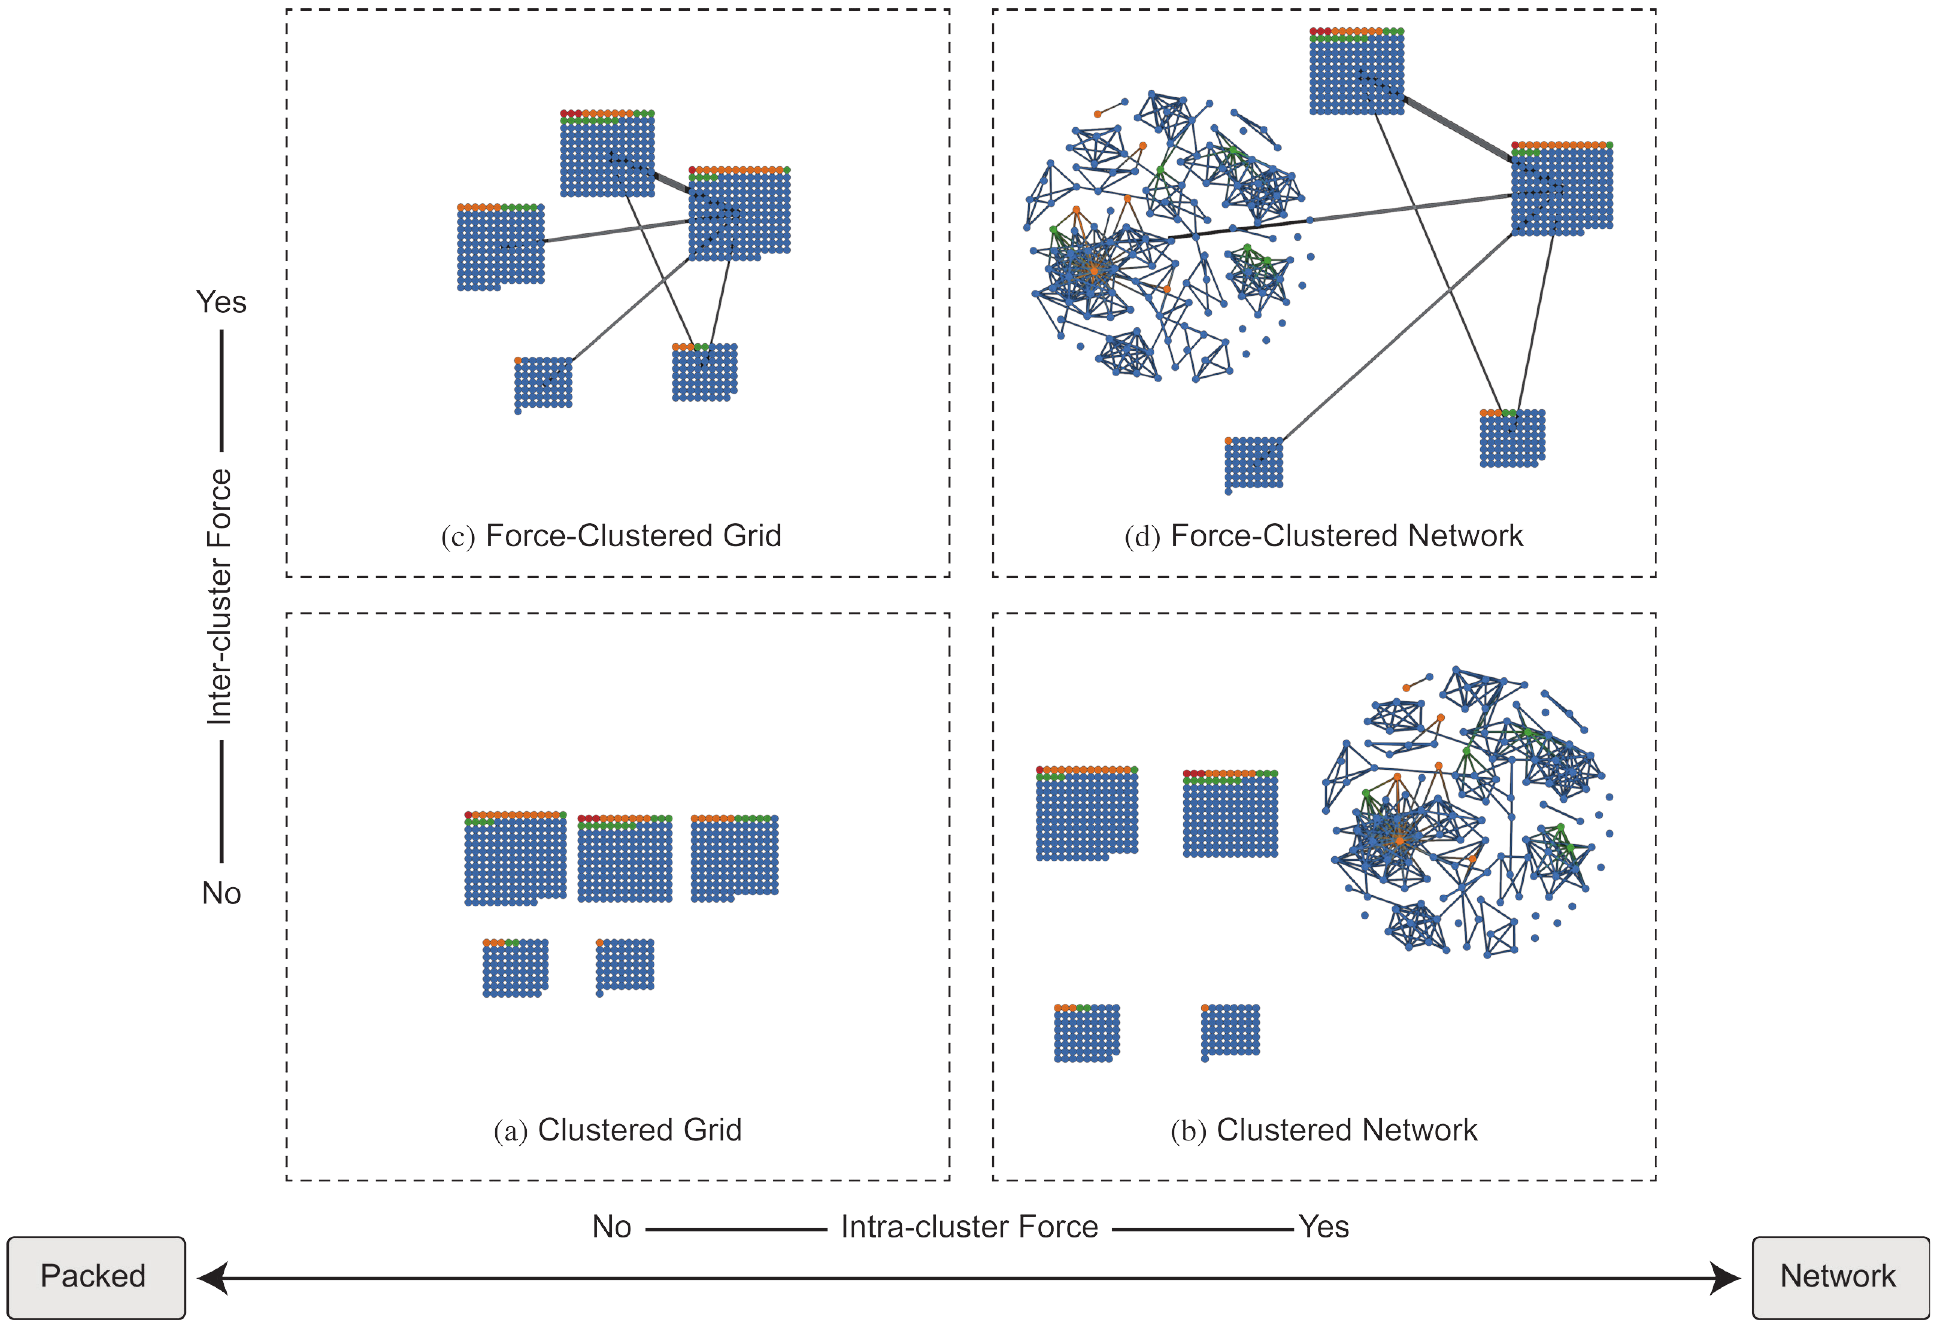 Yes
Inter-cluster Force
No
(c) Force-Clustered Grid
(d) Force-Clustered Network
(a) Clustered Grid
(b) Clustered Network
No Intra-cluster Force Yes
Packed
Network